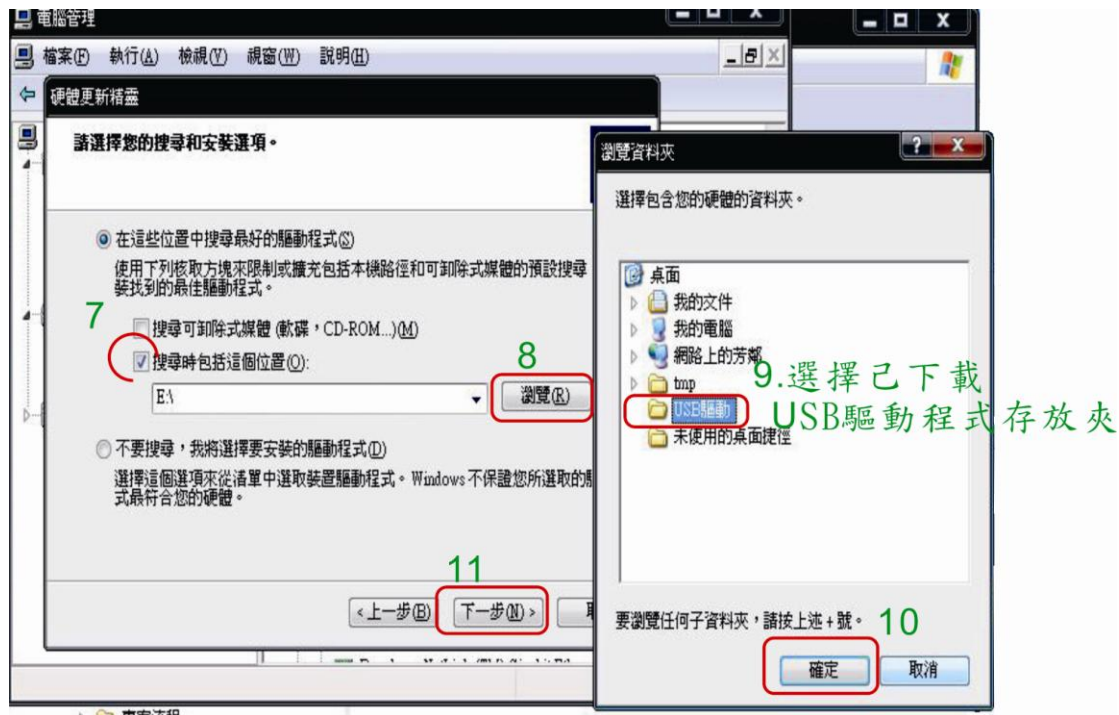 電腦管理
檔案(F) 執行(A) 檢視(V) 視窗(W) 說明(H)
硬體更新精靈
請選擇您的搜尋和安裝選項。
在這些位置中搜尋最好的驅動程式(S)
使用下列核取方塊來限制或擴充包括本機路徑和可卸除式媒體的預設搜尋
裝找到的最佳驅動程式。
7
搜尋可卸除式媒體 (軟碟，CD-ROM...)(M)
搜尋時包括這個位置(O):
8
E:\
瀏覽(R)
不要搜尋，我將選擇要安裝的驅動程式(D)
選擇這個選項來從清單中選取裝置驅動程式。Windows 不保證您所選取的
式最符合您的硬體。
11
<上一步(B) 下一步(N)>
瀏覽資料夾
選擇包含您的硬體的資料夾。
桌面
我的文件
我的電腦
網路上的芳鄰
tmp
USB驅動
未使用的桌面捷徑
9.選擇已下載
USB驅動程式存放夾
要瀏覽任何子資料夾，請按上述 + 號。
10
確定 取消